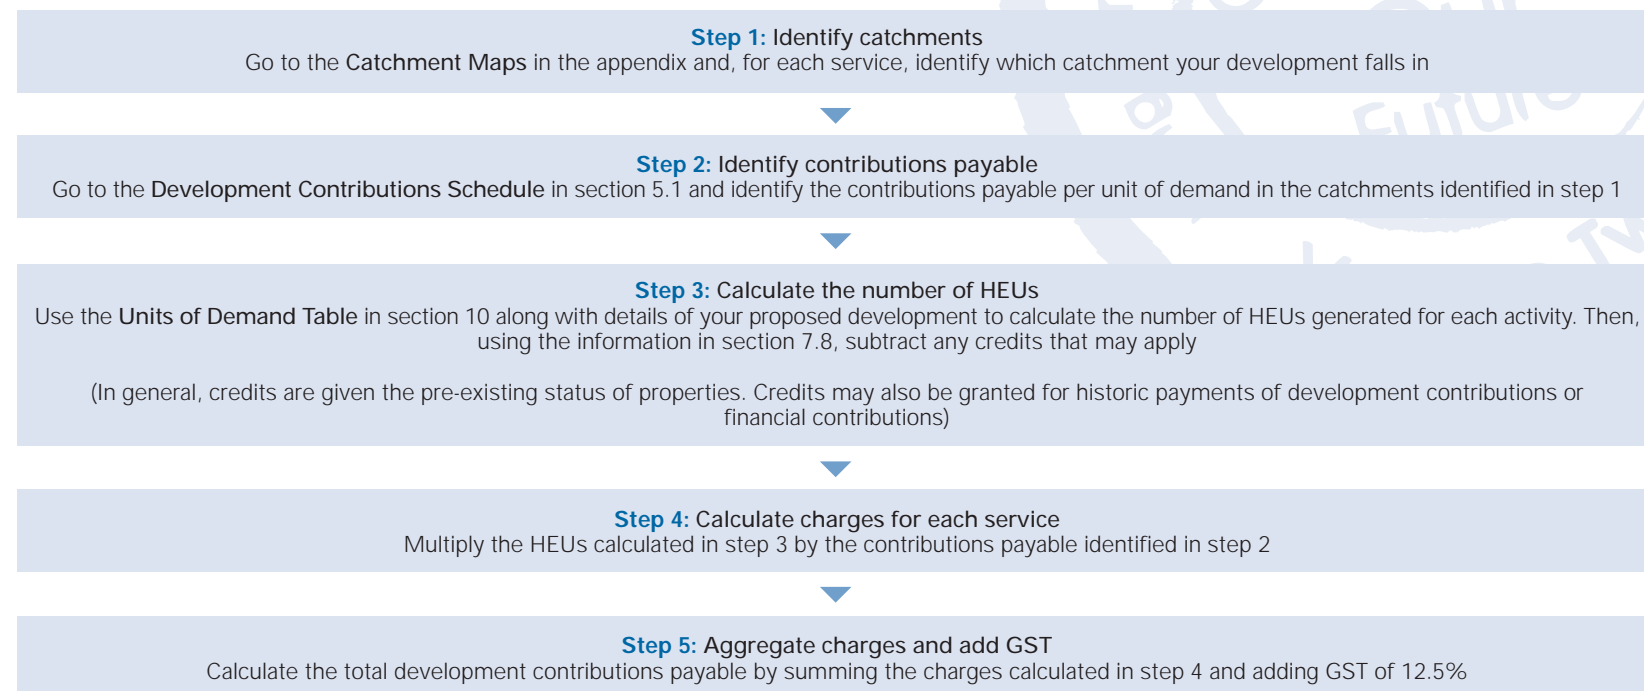 Step 1: Identify catchments
Go to the Catchment Maps in the appendix and, for each service, identify which catchment your development falls in
Step 2: Identify contributions payable
Go to the Development Contributions Schedule in section 5.1 and identify the contributions payable per unit of demand in the catchments identified in step 1
Step 3: Calculate the number of HEUs
Use the Units of Demand Table in section 10 along with details of your proposed development to calculate the number of HEUs generated for each activity. Then,
using the information in section 7.8, subtract any credits that may apply
(In general, credits are given the pre-existing status of properties. Credits may also be granted for historic payments of development contributions or
financial contributions)
Step 4: Calculate charges for each service
Multiply the HEUs calculated in step 3 by the contributions payable identified in step 2
Step 5: Aggregate charges and add GST
Calculate the total development contributions payable by summing the charges calculated in step 4 and adding GST of 12.5%
Future